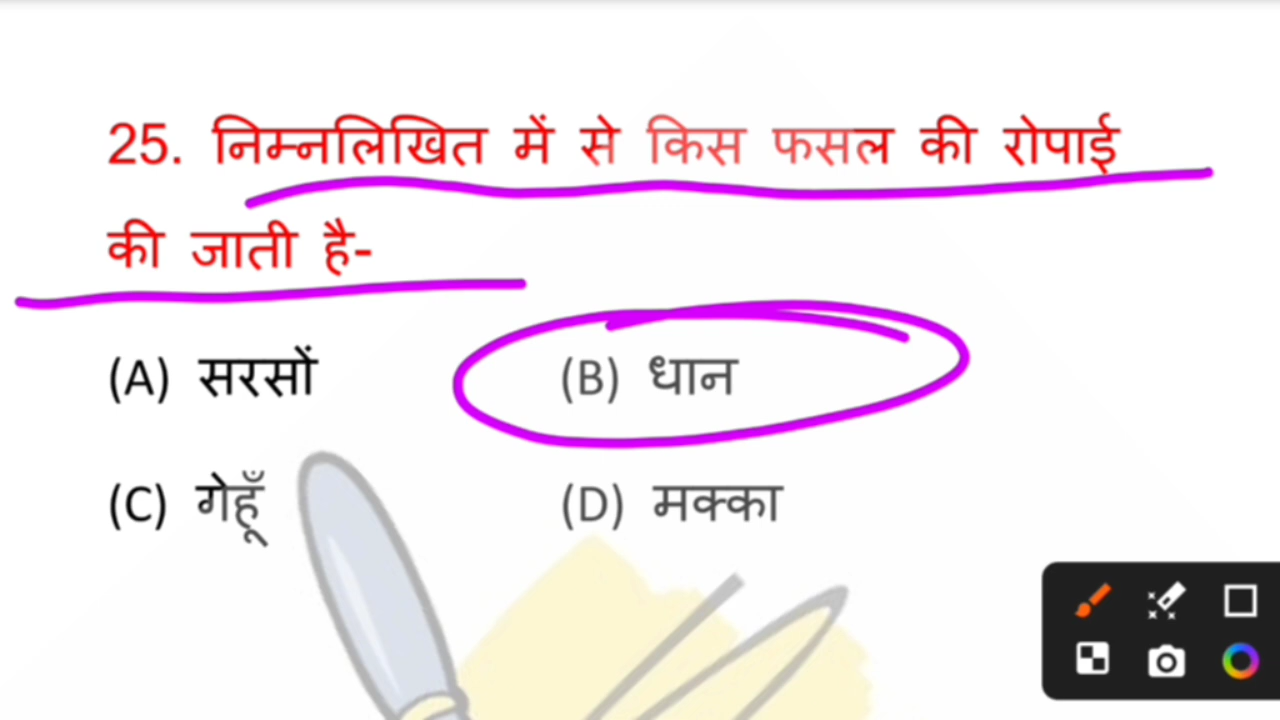 25. निम्नलिखित में से किस फसल की रोपाई
की जाती है-
(A) सरसों (B) धान
(C) गेहूँ (D) मक्का